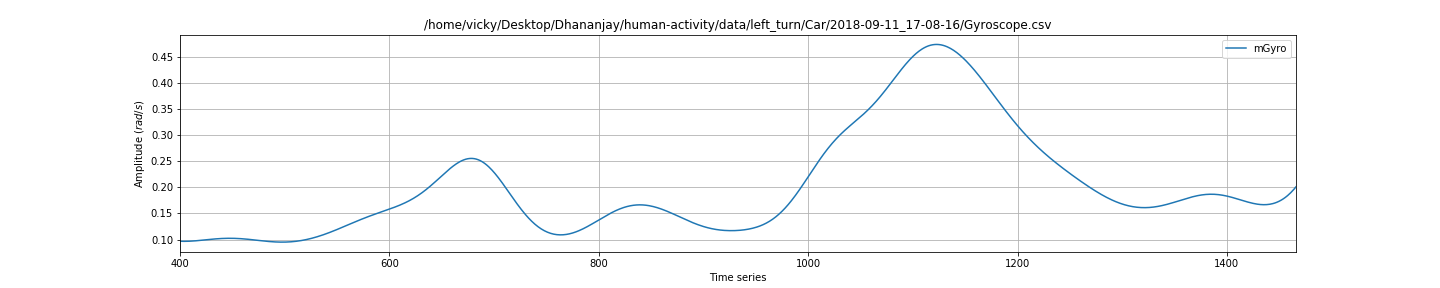 /home/vicky/Desktop/Dhananjay/human-activity/data/left_turn/Car/2018-09-11_17-08-16/Gyroscope.csv
mGyro
Amplitude (rad/s)
0.45
0.40
0.35
0.30
0.25
0.20
0.15
0.10
400 600 800 1000 1200 1400
Time series